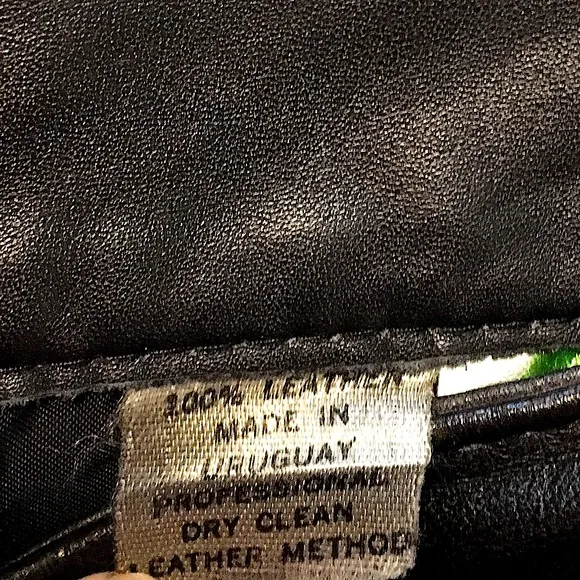 100% LEATHER
MADE IN
URUGUAY
PROFESSIONAL
DRY CLEAN
LEATHER METHOD